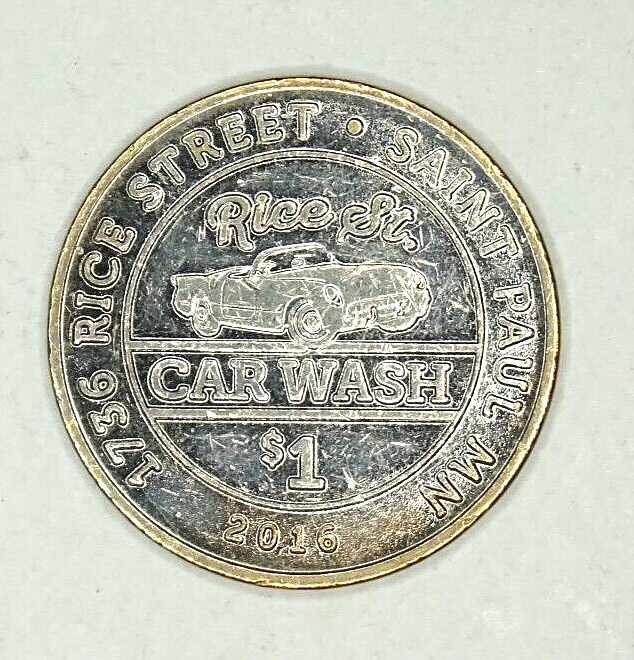 1736 RICE STREET • SAINT PAUL MN
Rice St.
CAR WASH
$1
2016